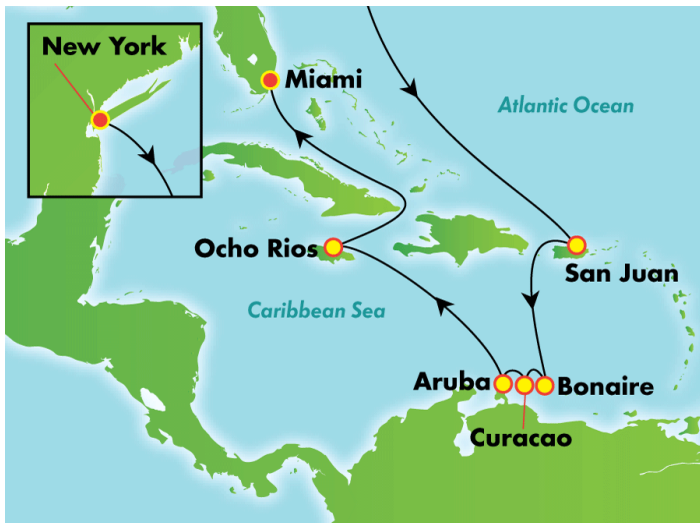 New York
Miami
Atlantic Ocean
Ocho Rios
San Juan
Caribbean Sea
Aruba
Bonaire
Curacao